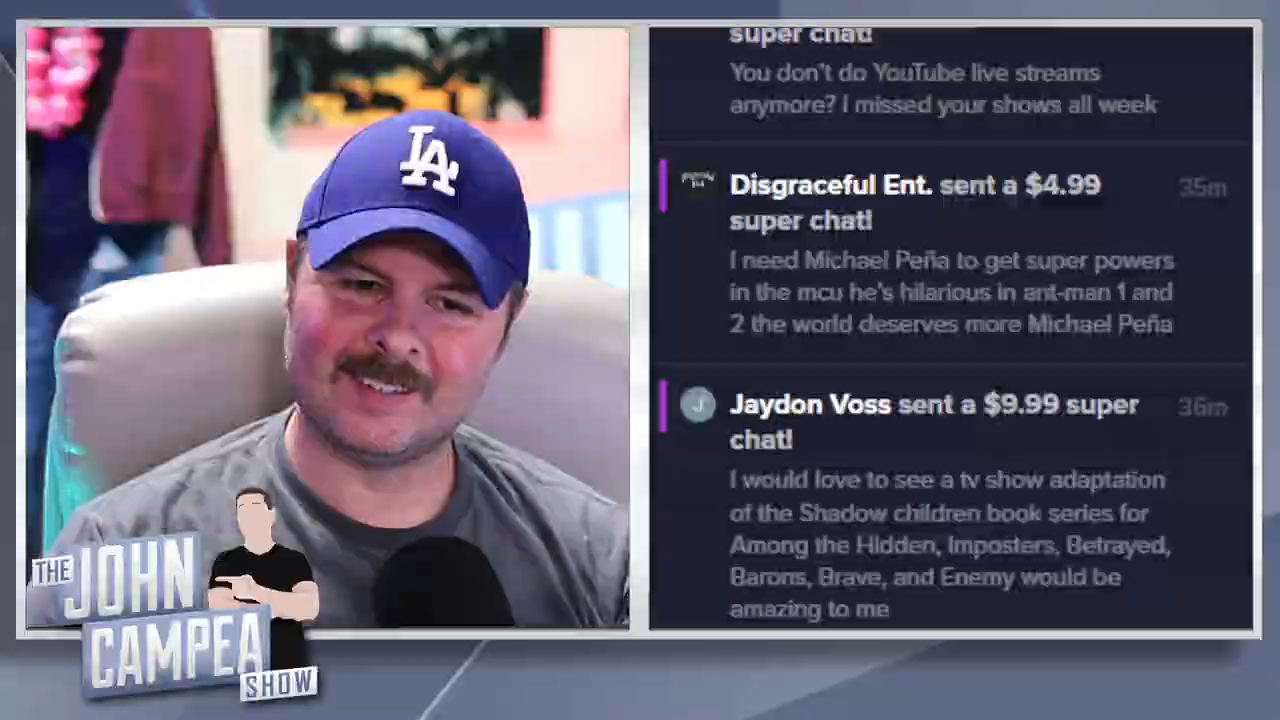 LA
THE
JOHN
CAMPEA
SHOW
super chat!
You don't do YouTube live streams
anymore? I missed your shows all week
Disgraceful Ent. sent a $4.99
35m
super chat!
I need Michael Peña to get super powers
in the mcu he's hilarious in ant-man 1 and
2 the world deserves more Michael Peña
J
Jaydon Voss sent a $9.99 super
36m
chat!
I would love to see a tv show adaptation
of the Shadow children book series for
Among the Hidden, Imposters, Betrayed,
Barons, Brave, and Enemy would be
amazing to me